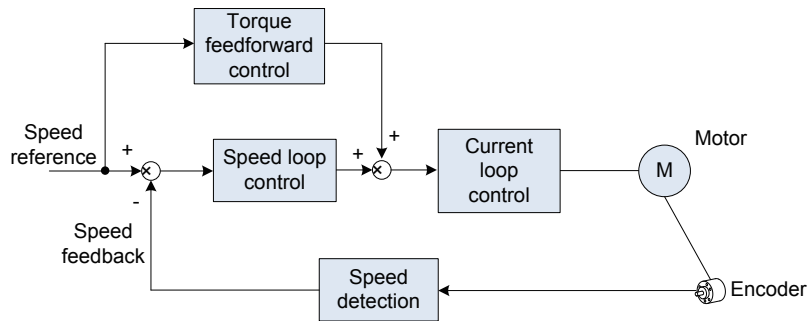 Torque
feedforward
control
Speed
reference
+
-
Speed loop
control
+
+
Current
loop
control
Motor
M
Speed
feedback
Speed
detection
Encoder